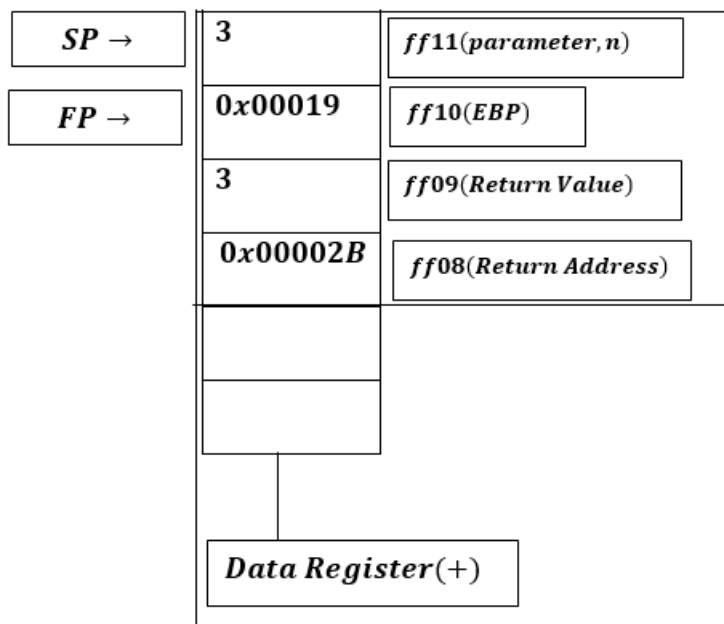 SP → 3 ff11(parameter,n)
FP → 0x00019 ff10(EBP)
3 ff09(Return Value)
0x00002B ff08(Return Address)
Data Register(+)